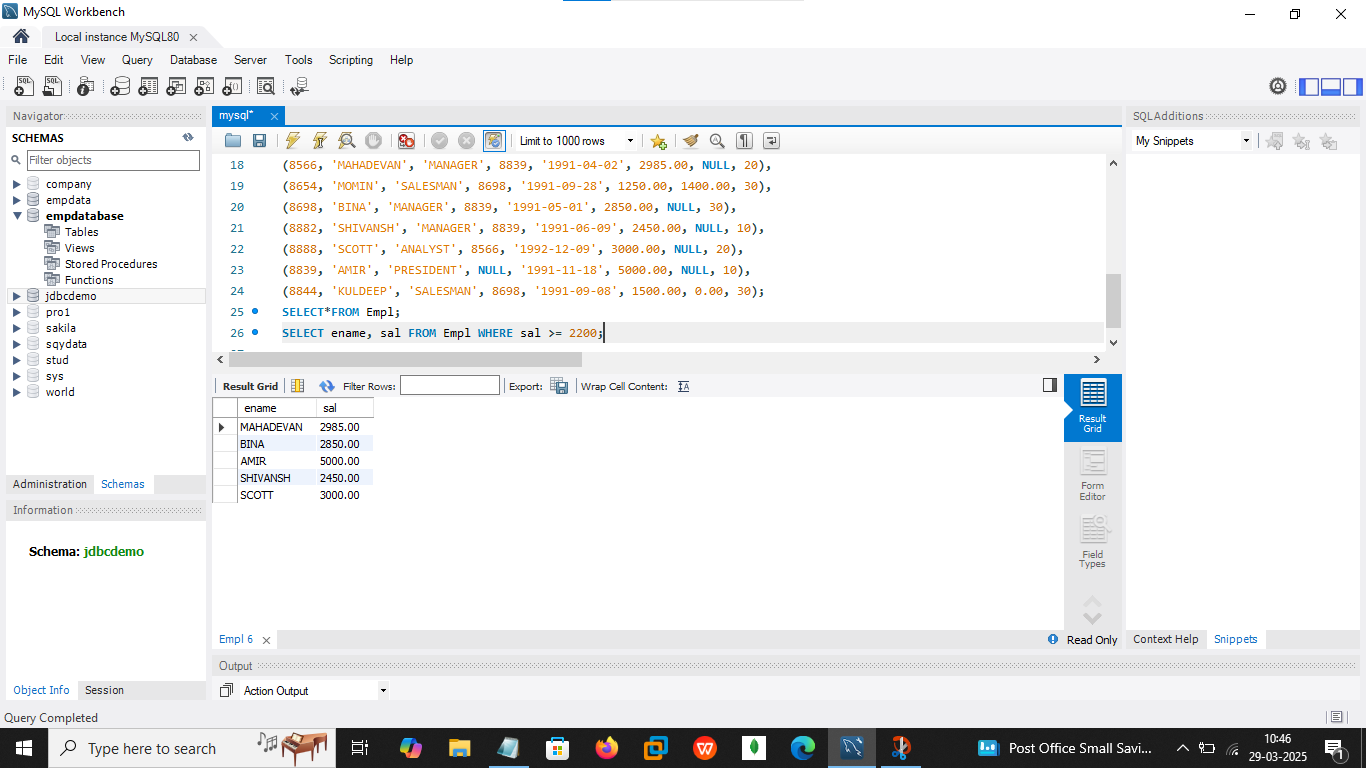 MySQL Workbench
Local instance MySQL80
File Edit View Query Database Server Tools Scripting Help
Navigator
SCHEMAS
Filter objects
company
empdata
empdatabase
Tables
Views
Stored Procedures
Functions
jdbcdemo
pro1
sakila
sqydata
stud
sys
world
Administration Schemas
Information
Schema: jdbcdemo
Object Info Session
mysql*
Limit to 1000 rows
18 (8566, 'MAHADEVAN', 'MANAGER', 8839, '1991-04-02', 2985.00, NULL, 20),
19 (8654, 'MOMIN', 'SALESMAN', 8698, '1991-09-28', 1250.00, 1400.00, 30),
20 (8698, 'BINA', 'MANAGER', 8839, '1991-05-01', 2850.00, NULL, 30),
21 (8882, 'SHIVANSH', 'MANAGER', 8839, '1991-06-09', 2450.00, NULL, 10),
22 (8888, 'SCOTT', 'ANALYST', 8566, '1992-12-09', 3000.00, NULL, 20),
23 (8839, 'AMIR', 'PRESIDENT', NULL, '1991-11-18', 5000.00, NULL, 10),
24 (8844, 'KULDEEP', 'SALESMAN', 8698, '1991-09-08', 1500.00, 0.00, 30);
25 SELECT*FROM Empl;
26 SELECT ename, sal FROM Empl WHERE sal >= 2200;
Result Grid Filter Rows: Export: Wrap Cell Content:
ename sal
MAHADEVAN 2985.00
BINA 2850.00
AMIR 5000.00
SHIVANSH 2450.00
SCOTT 3000.00
Result
Grid
Form
Editor
Field
Types
Empl 6
Read Only
Output
Action Output
SQLAdditions
My Snippets
Context Help Snippets
Query Completed
Type here to search
Post Office Small Savi...
10:46
29-03-2025
1